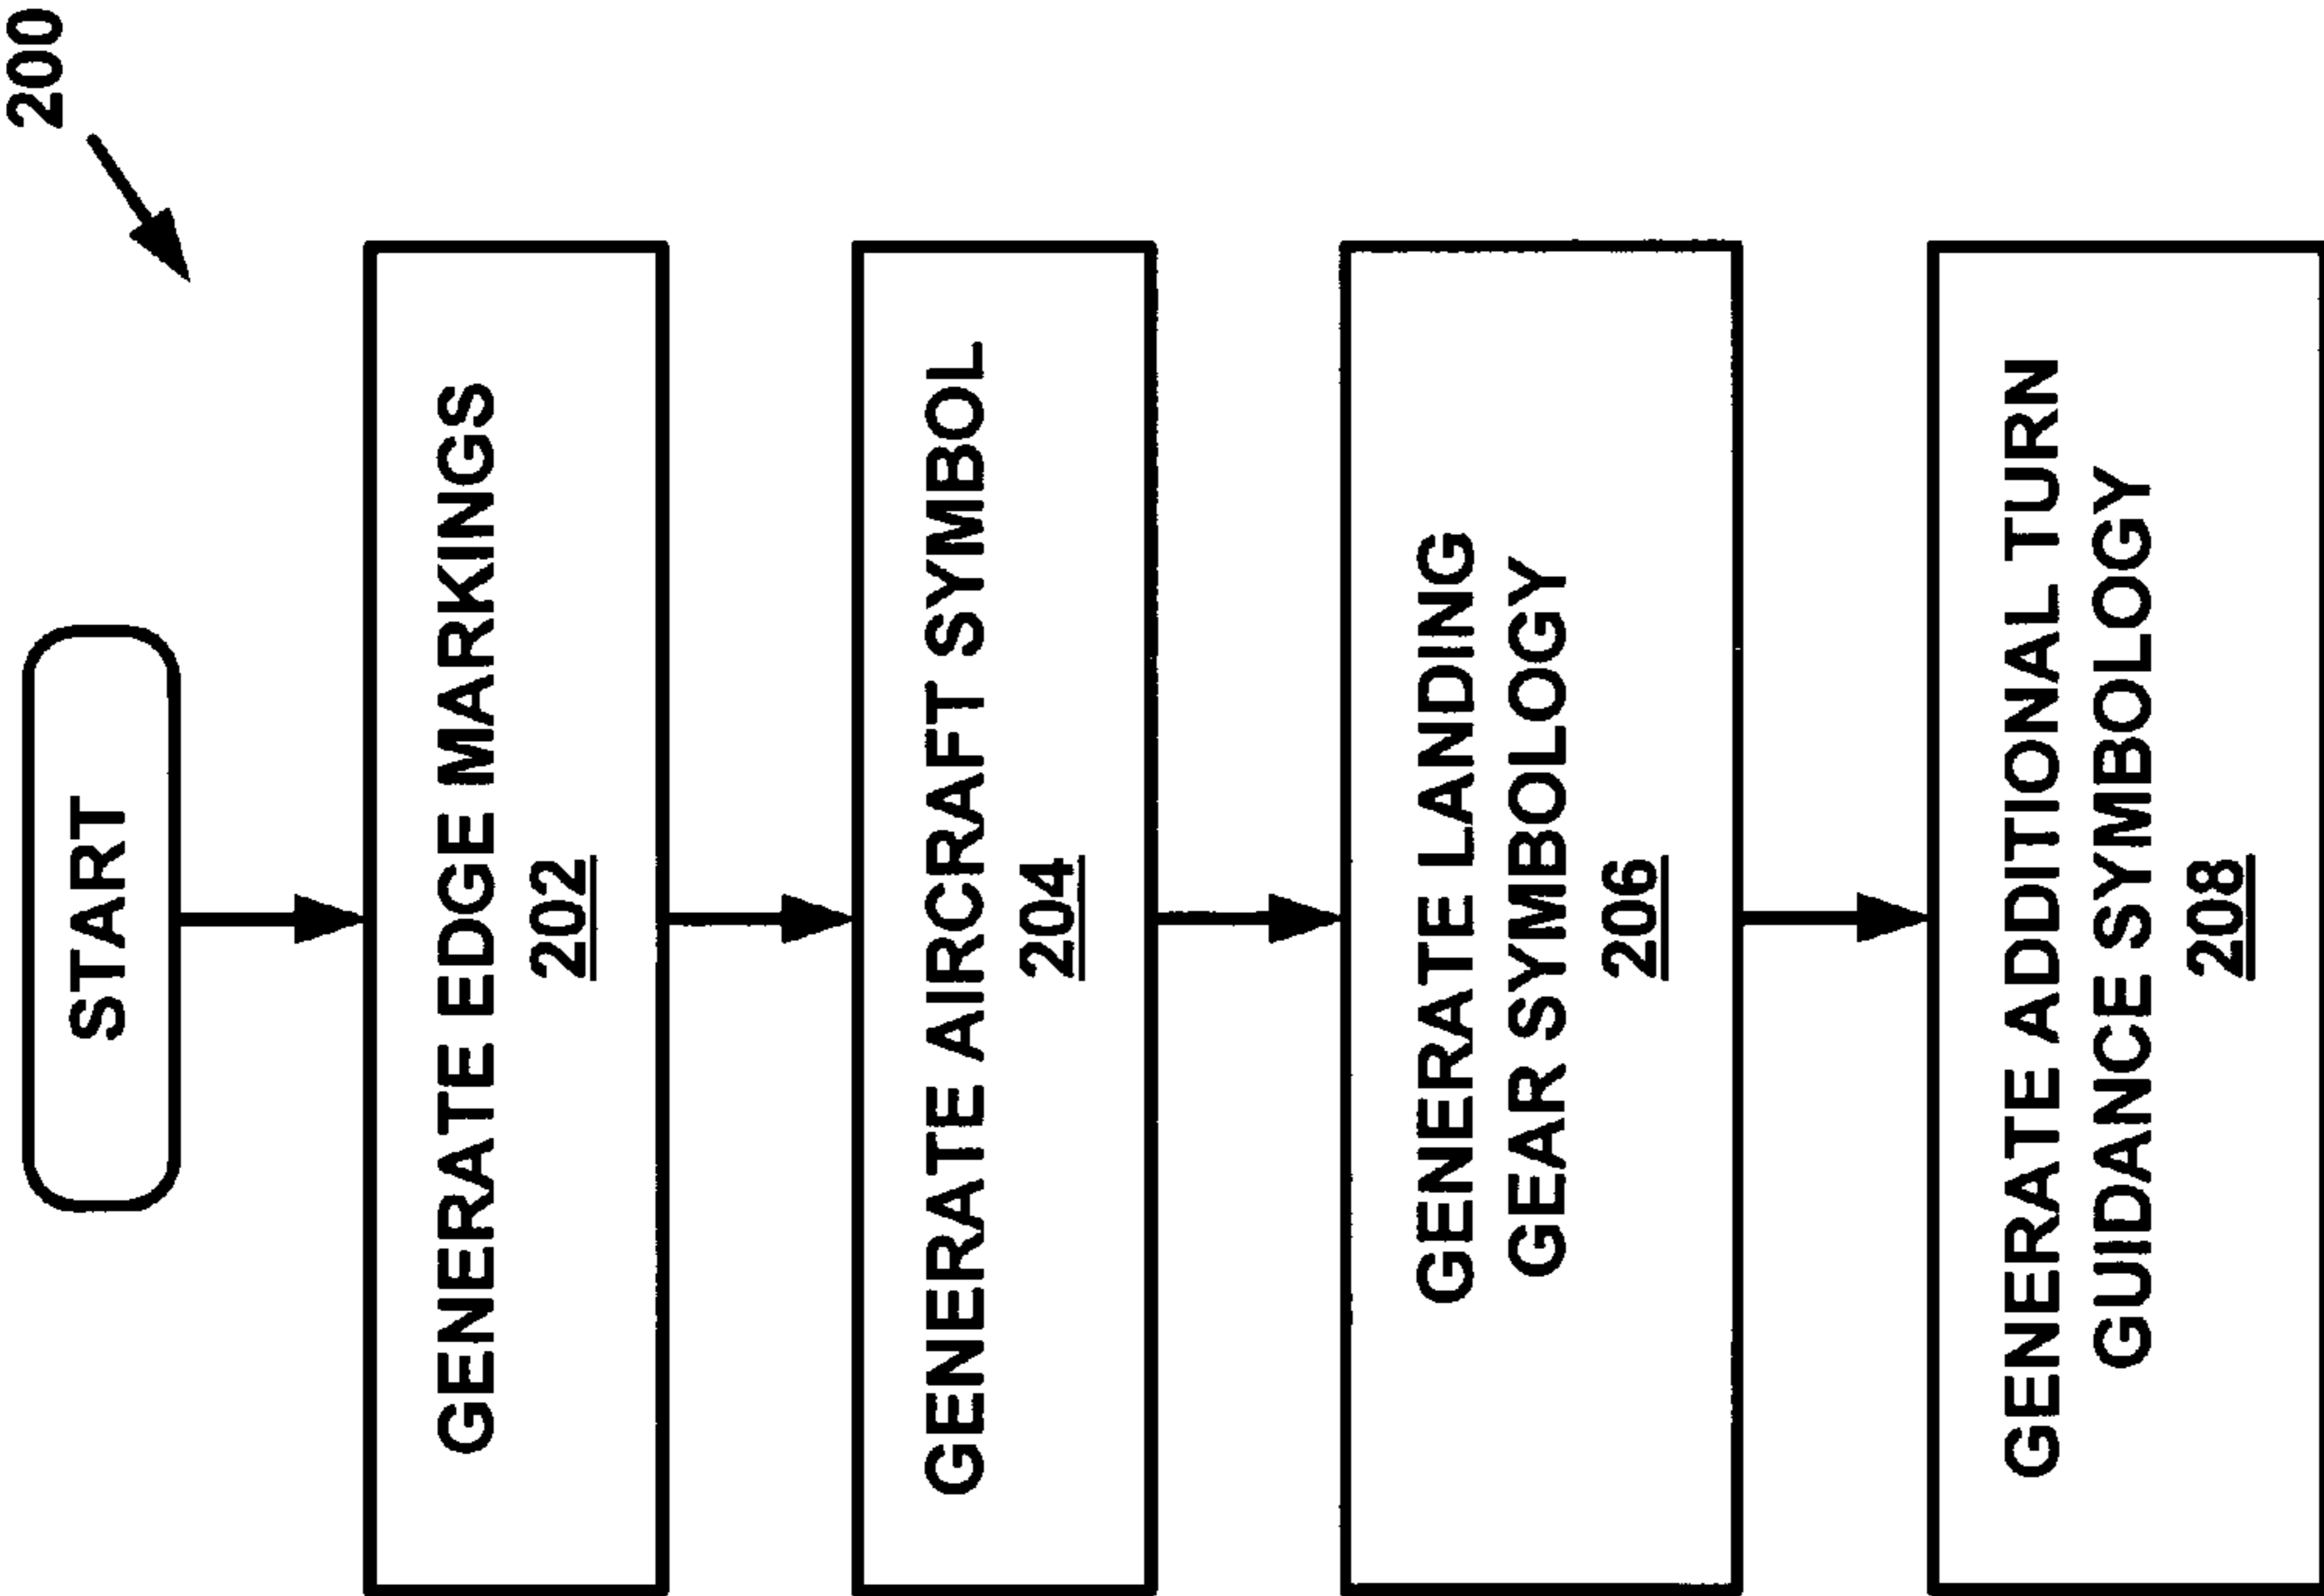 200
START
GENERATE EDGE MARKINGS
202
GENERATE AIRCRAFT SYMBOL
204
GENERATE LANDING
GEAR SYMBOLOGY
206
GENERATE ADDITIONAL TURN
GUIDANCE SYMBOLOGY
208